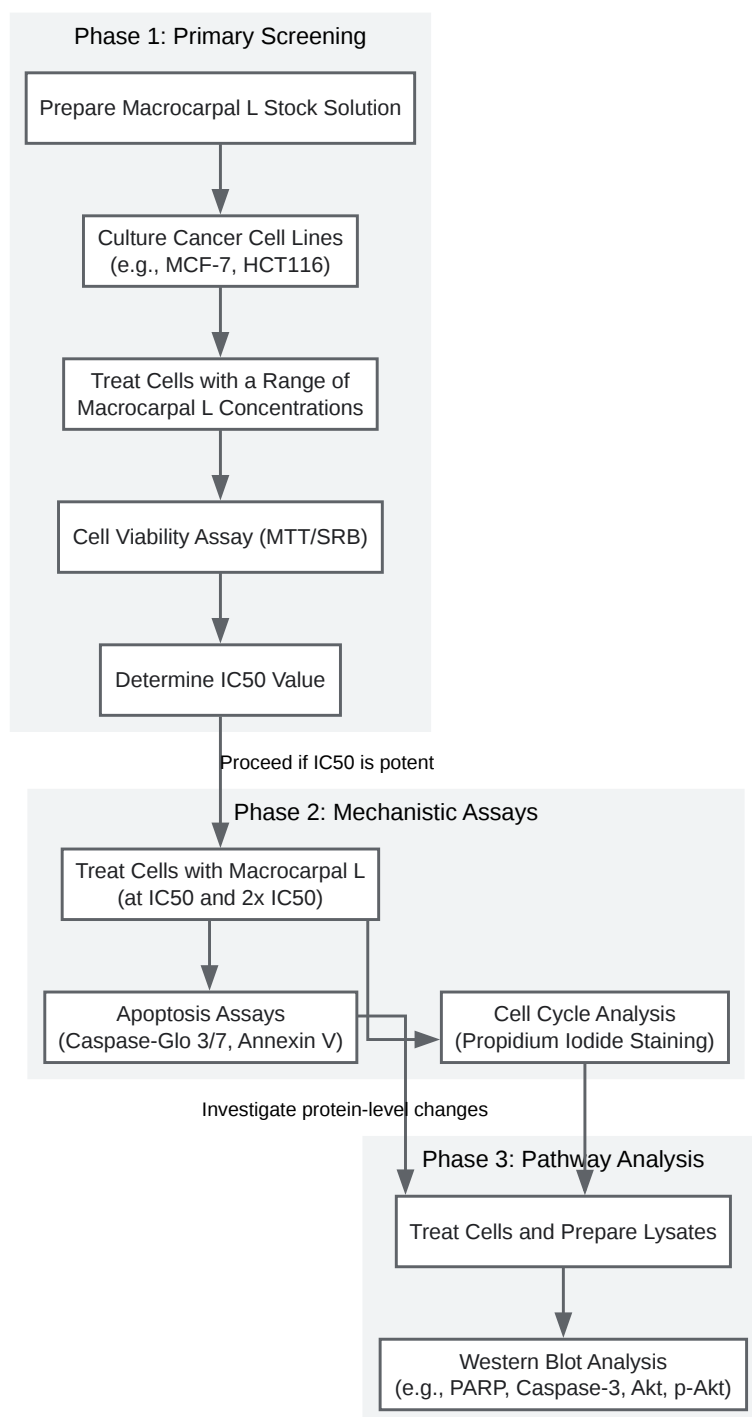 Phase 1: Primary Screening
Prepare Macrocarpal L Stock Solution
Culture Cancer Cell Lines
(e.g., MCF-7, HCT116)
Treat Cells with a Range of
Macrocarpal L Concentrations
Cell Viability Assay (MTT/SRB)
Determine IC50 Value
Proceed if IC50 is potent
Phase 2: Mechanistic Assays
Treat Cells with Macrocarpal L
(at IC50 and 2x IC50)
Apoptosis Assays
(Caspase-Glo 3/7, Annexin V)
Cell Cycle Analysis
(Propidium Iodide Staining)
Investigate protein-level changes
Phase 3: Pathway Analysis
Treat Cells and Prepare Lysates
Western Blot Analysis
(e.g., PARP, Caspase-3, Akt, p-Akt)